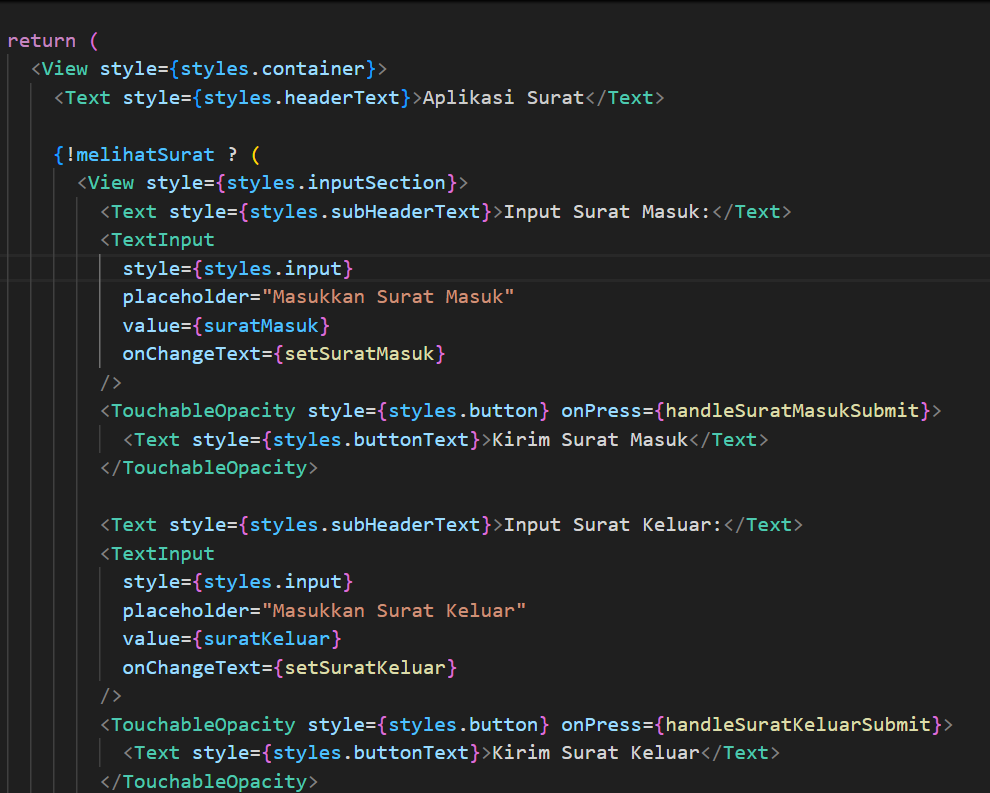 return (
<View style={styles.container}>
<Text style={styles.headerText}>Aplikasi Surat</Text>
{!melihatSurat ? (
<View style={styles.inputSection}>
<Text style={styles.subHeaderText}>Input Surat Masuk:</Text>
<TextInput
style={styles.input}
placeholder="Masukkan Surat Masuk"
value={suratMasuk}
onChangeText={setSuratMasuk}
/>
<TouchableOpacity style={styles.button} onPress={handleSuratMasukSubmit}>
<Text style={styles.buttonText}>Kirim Surat Masuk</Text>
</TouchableOpacity>
<Text style={styles.subHeaderText}>Input Surat Keluar:</Text>
<TextInput
style={styles.input}
placeholder="Masukkan Surat Keluar"
value={suratKeluar}
onChangeText={setSuratKeluar}
/>
<TouchableOpacity style={styles.button} onPress={handleSuratKeluarSubmit}>
<Text style={styles.buttonText}>Kirim Surat Keluar</Text>
</TouchableOpacity>